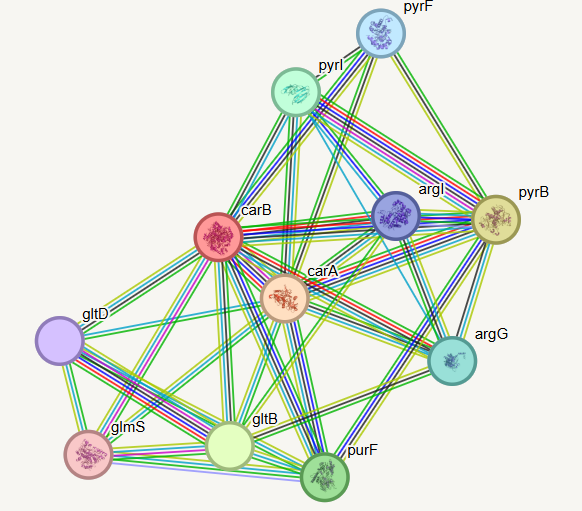 pyrF
pyrI
argI
pyrB
carB
carA
gltD
argG
gltB
glmS
purF